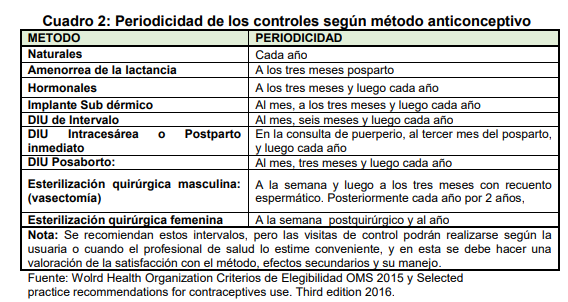 Cuadro 2: Periodicidad de los controles según método anticonceptivo
METODO PERIODICIDAD
Naturales Cada año
Amenorrea de la lactancia A los tres meses posparto
Hormonales A los tres meses y luego cada año
Implante Sub dérmico Al mes, a los tres meses y luego cada año
DIU de Intervalo Al mes, seis meses y luego cada año
DIU Intracesárea o Postparto inmediato En la consulta de puerperio, al tercer mes del posparto, y luego cada año
DIU Posaborto: Al mes, tres meses y luego cada año
Esterilización quirúrgica masculina: (vasectomía) A la semana y luego a los tres meses con recuento espermático. Posteriormente cada año por 2 años,
Esterilización quirúrgica femenina A la semana postquirúrgico y al año
Nota: Se recomiendan estos intervalos, pero las visitas de control podrán realizarse según la
usuaria o cuando el profesional de salud lo estime conveniente, y en esta se debe hacer una
valoración de la satisfacción con el método, efectos secundarios y su manejo.
Fuente: Wolrd Health Organization Criterios de Elegibilidad OMS 2015 y Selected
practice recommendations for contraceptives use. Third edition 2016.